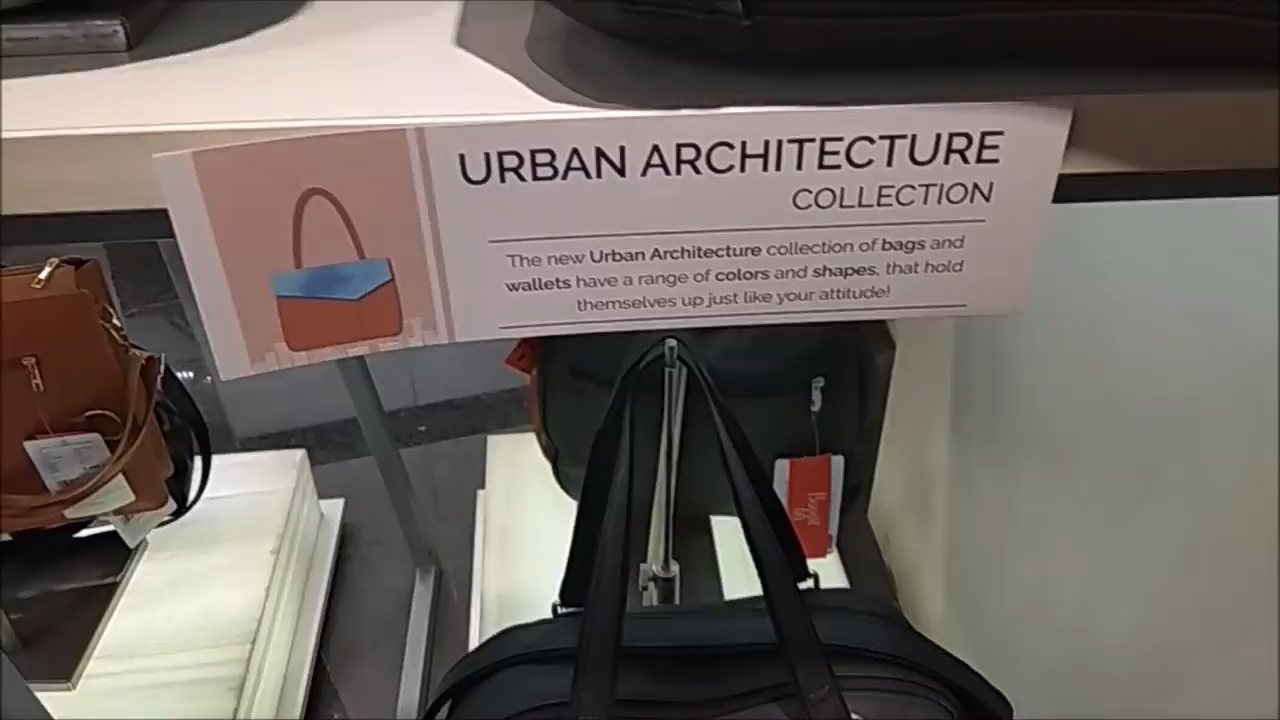 URBAN ARCHITECTURE
COLLECTION
The new Urban Architecture collection of bags and
wallets have a range of colors and shapes, that hold
themselves up just like your attitude!